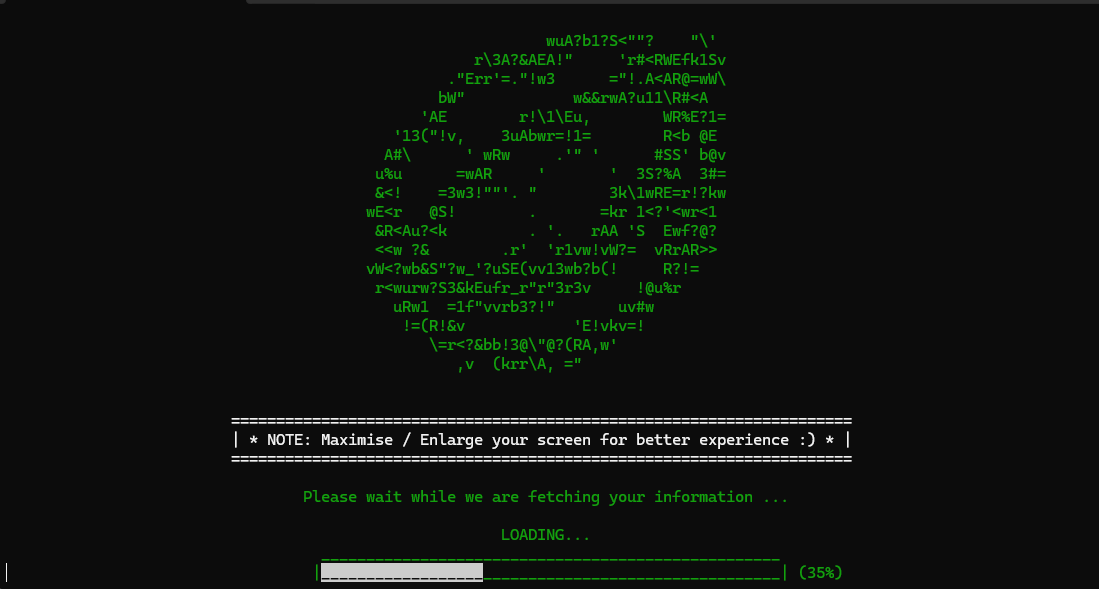 wuA?b1?S<""?    "\'
r\3A?&AEA!"     'r#<RWEfk1Sv
."Err'=."!w3      ="!.A<AR@=wW\
bW"            w&&rwA?u11\R#<A
'AE        r!\1\Eu,        WR%E?1=
'13("!v,    3uAbwr=!1=        R<b @E
A#\      ' wRw     .'" '      #SS' b@v
u%u      =wAR     '       '  3S?%A  3#=
&<!    =3w3!""'. "        3k\1wRE=r!?kw
wE<r   @S!        .       =kr 1<?'<wr<1
&R<Au?<k         . '.   rAA 'S  Ewf?@?
<<w ?&        .r'  'r1vw!vW?=  vRrAR>>
vW<?wb&S"?w_'?uSE(vv13wb?b(!     R?!=
r<wurw?S3&kEufr_r"r"3r3v     !@u%r
uRw1  =1f"vvrb3?!"       uv#w
!=(R!&v            'E!vkv=!
\=r<?&bb!3@\"@?(RA,w'
,v  (krr\A, ="
=====================================================================
| * NOTE: Maximise / Enlarge your screen for better experience :) * |
=====================================================================
Please wait while we are fetching your information ...
LOADING...
(35%)